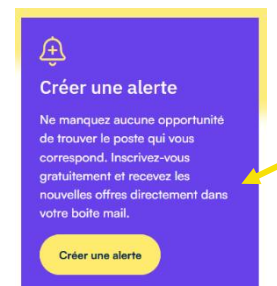 Créer une alerte
Ne manquez aucune opportunité
de trouver le poste qui vous
correspond. Inscrivez-vous
gratuitement et recevez les
nouvelles offres directement dans
votre boite mail.
Créer une alerte